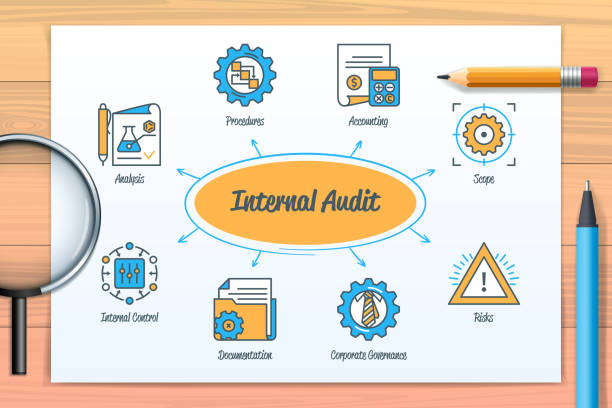 Procedures
Accounting
Analysis
Scope
Internal Audit
Internal Control
Risks
Documentation
Corporate Governance
$
!